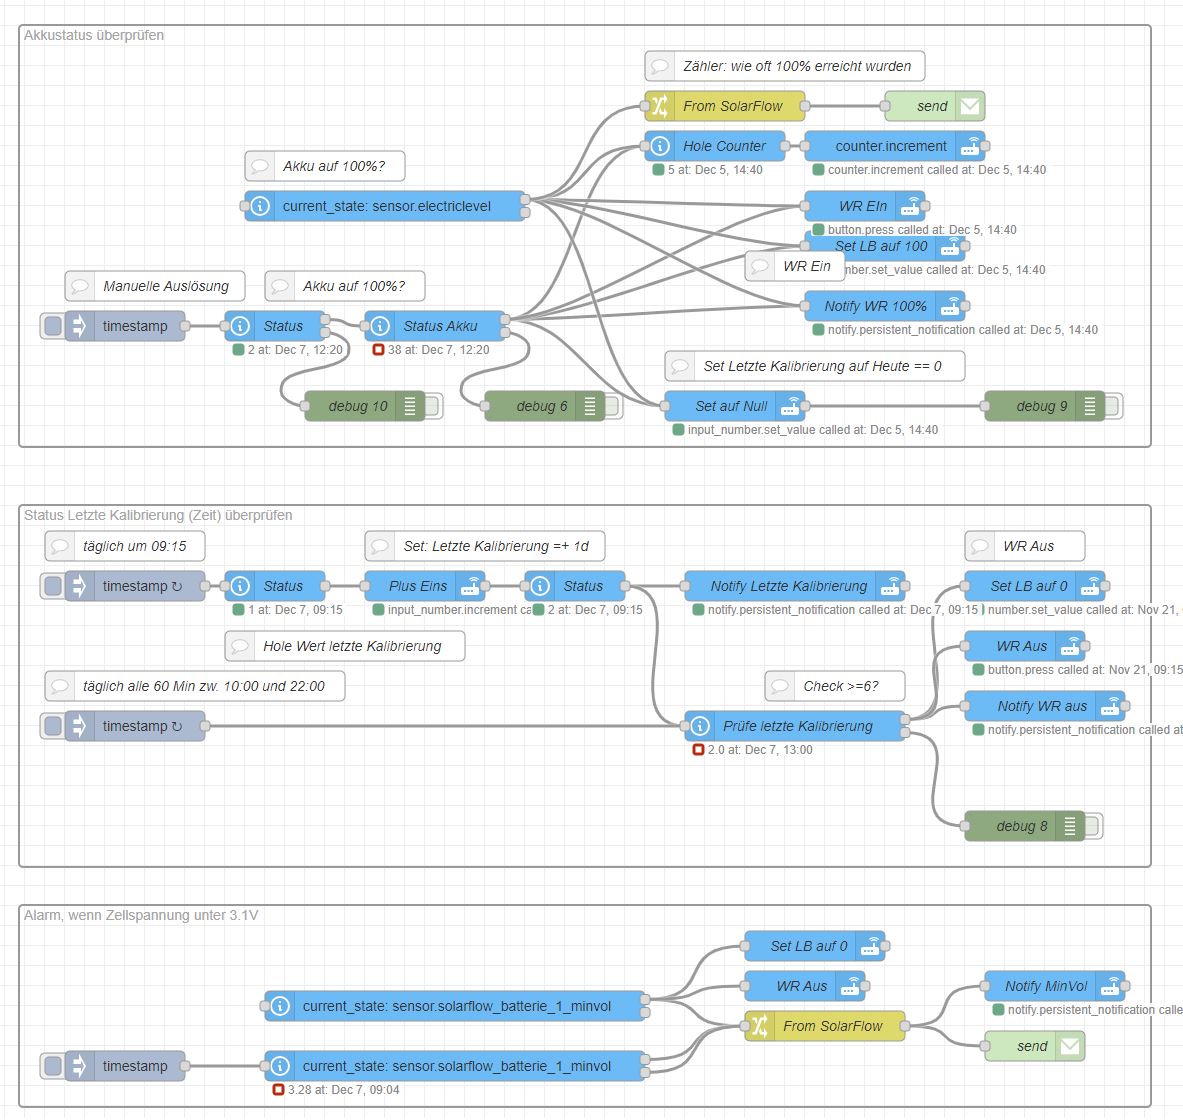 Akkustatus überprüfen
Zähler: wie oft 100% erreicht wurden
From SolarFlow
send
Hole Counter
counter.increment
5 at: Dec 5, 14:40
counter.increment called at: Dec 5, 14:40
Akku auf 100%?
current_state: sensor.electriclevel
WR EIn
button.press called at: Dec 5, 14:40
Set LB auf 100
WR Ein
mber.set_value called at: Dec 5, 14:40
Manuelle Auslösung
Akku auf 100%?
Notify WR 100%
notify.persistent_notification called at: Dec 5, 14:40
timestamp
Status
Status Akku
2 at: Dec 7, 12:20
38 at: Dec 7, 12:20
Set Letzte Kalibrierung auf Heute == 0
debug 10
debug 6
Set auf Null
debug 9
input_number.set_value called at: Dec 5, 14:40
Status Letzte Kalibrierung (Zeit) überprüfen
täglich um 09:15
Set: Letzte Kalibrierung =+ 1d
WR Aus
timestamp ↻
Status
Plus Eins
Status
Notify Letzte Kalibrierung
Set LB auf 0
1 at: Dec 7, 09:15
input_number.increment ca
2 at: Dec 7, 09:15
notify.persistent_notification called at: Dec 7, 09:15
number.set_value called at: Nov 21,
Hole Wert letzte Kalibrierung
WR Aus
button.press called at: Nov 21, 09:15
täglich alle 60 Min zw. 10:00 und 22:00
Check >=6?
Notify WR aus
notify.persistent_notification called at
timestamp ↻
Prüfe letzte Kalibrierung
2.0 at: Dec 7, 13:00
debug 8
Alarm, wenn Zellspannung unter 3.1V
Set LB auf 0
WR Aus
Notify MinVol
notify.persistent_notification calle
current_state: sensor.solarflow_batterie_1_minvol
From SolarFlow
send
timestamp
current_state: sensor.solarflow_batterie_1_minvol
3.28 at: Dec 7, 09:04